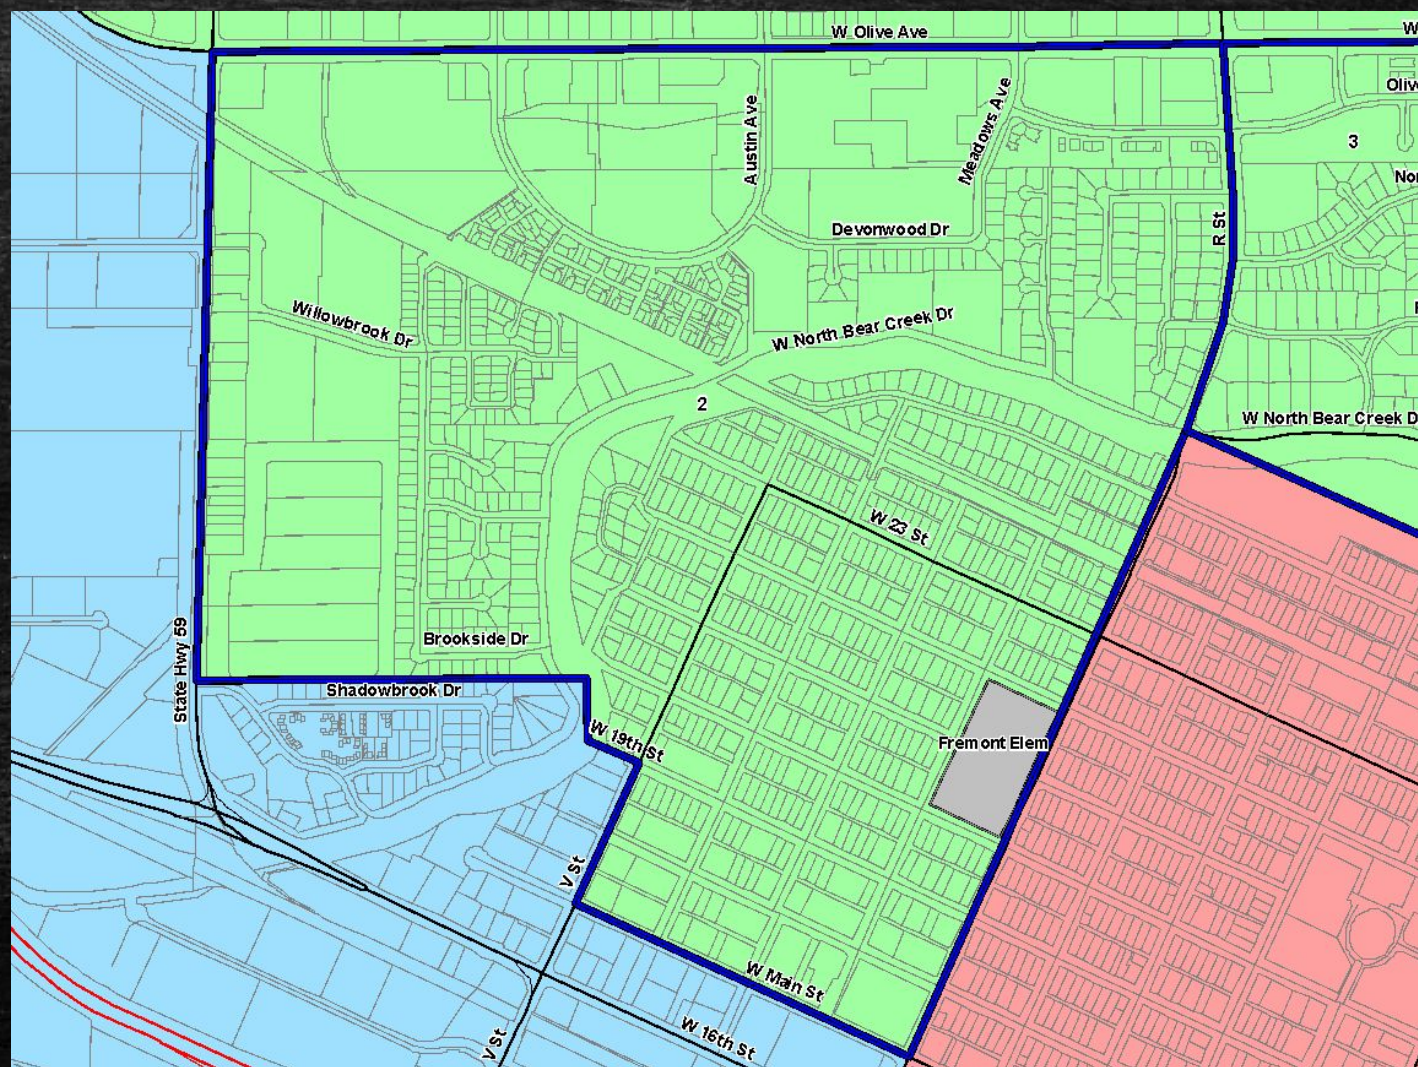 W Olive Ave
W
Oliv
Austin Ave
Meadows Ave
3
Nor
Devonwood Dr
R St
Willowbrook Dr
W North Bear Creek Dr
2
W North Bear Creek D
W 23 St
State Hwy 59
Brookside Dr
Shadowbrook Dr
W 19th St
Fremont Elem
V St
W Main St
W 16th St
V St